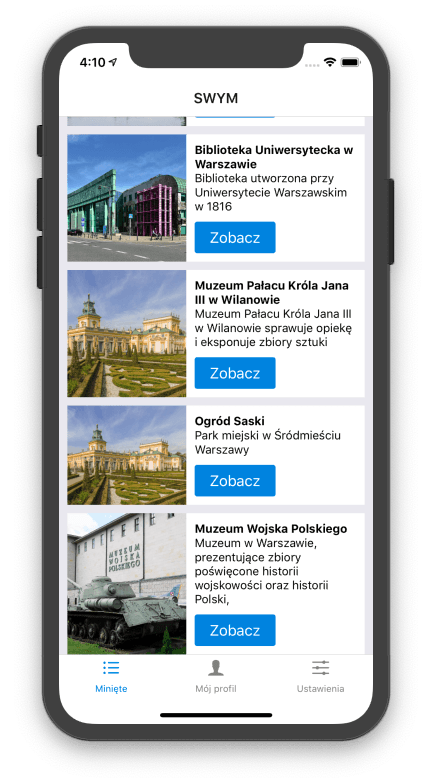 4:10
SWYM
Biblioteka Uniwersytecka w
Warszawie
Biblioteka utworzona przy
Uniwersytecie Warszawskim
w 1816
Zobacz
Muzeum Pałacu Króla Jana
III w Wilanowie
Muzeum Pałacu Króla Jana III
w Wilanowie sprawuje opiekę
i eksponuje zbiory sztuki
Zobacz
Ogród Saski
Park miejski w Śródmieściu
Warszawy
Zobacz
MUZEUM
WOJSKA
POLSKIEGO
Muzeum Wojska Polskiego
Muzeum w Warszawie,
prezentujące zbiory
poświęcone historii
wojskowości oraz historii
Polski,
Zobacz
Minięte
Mój profil
Ustawienia